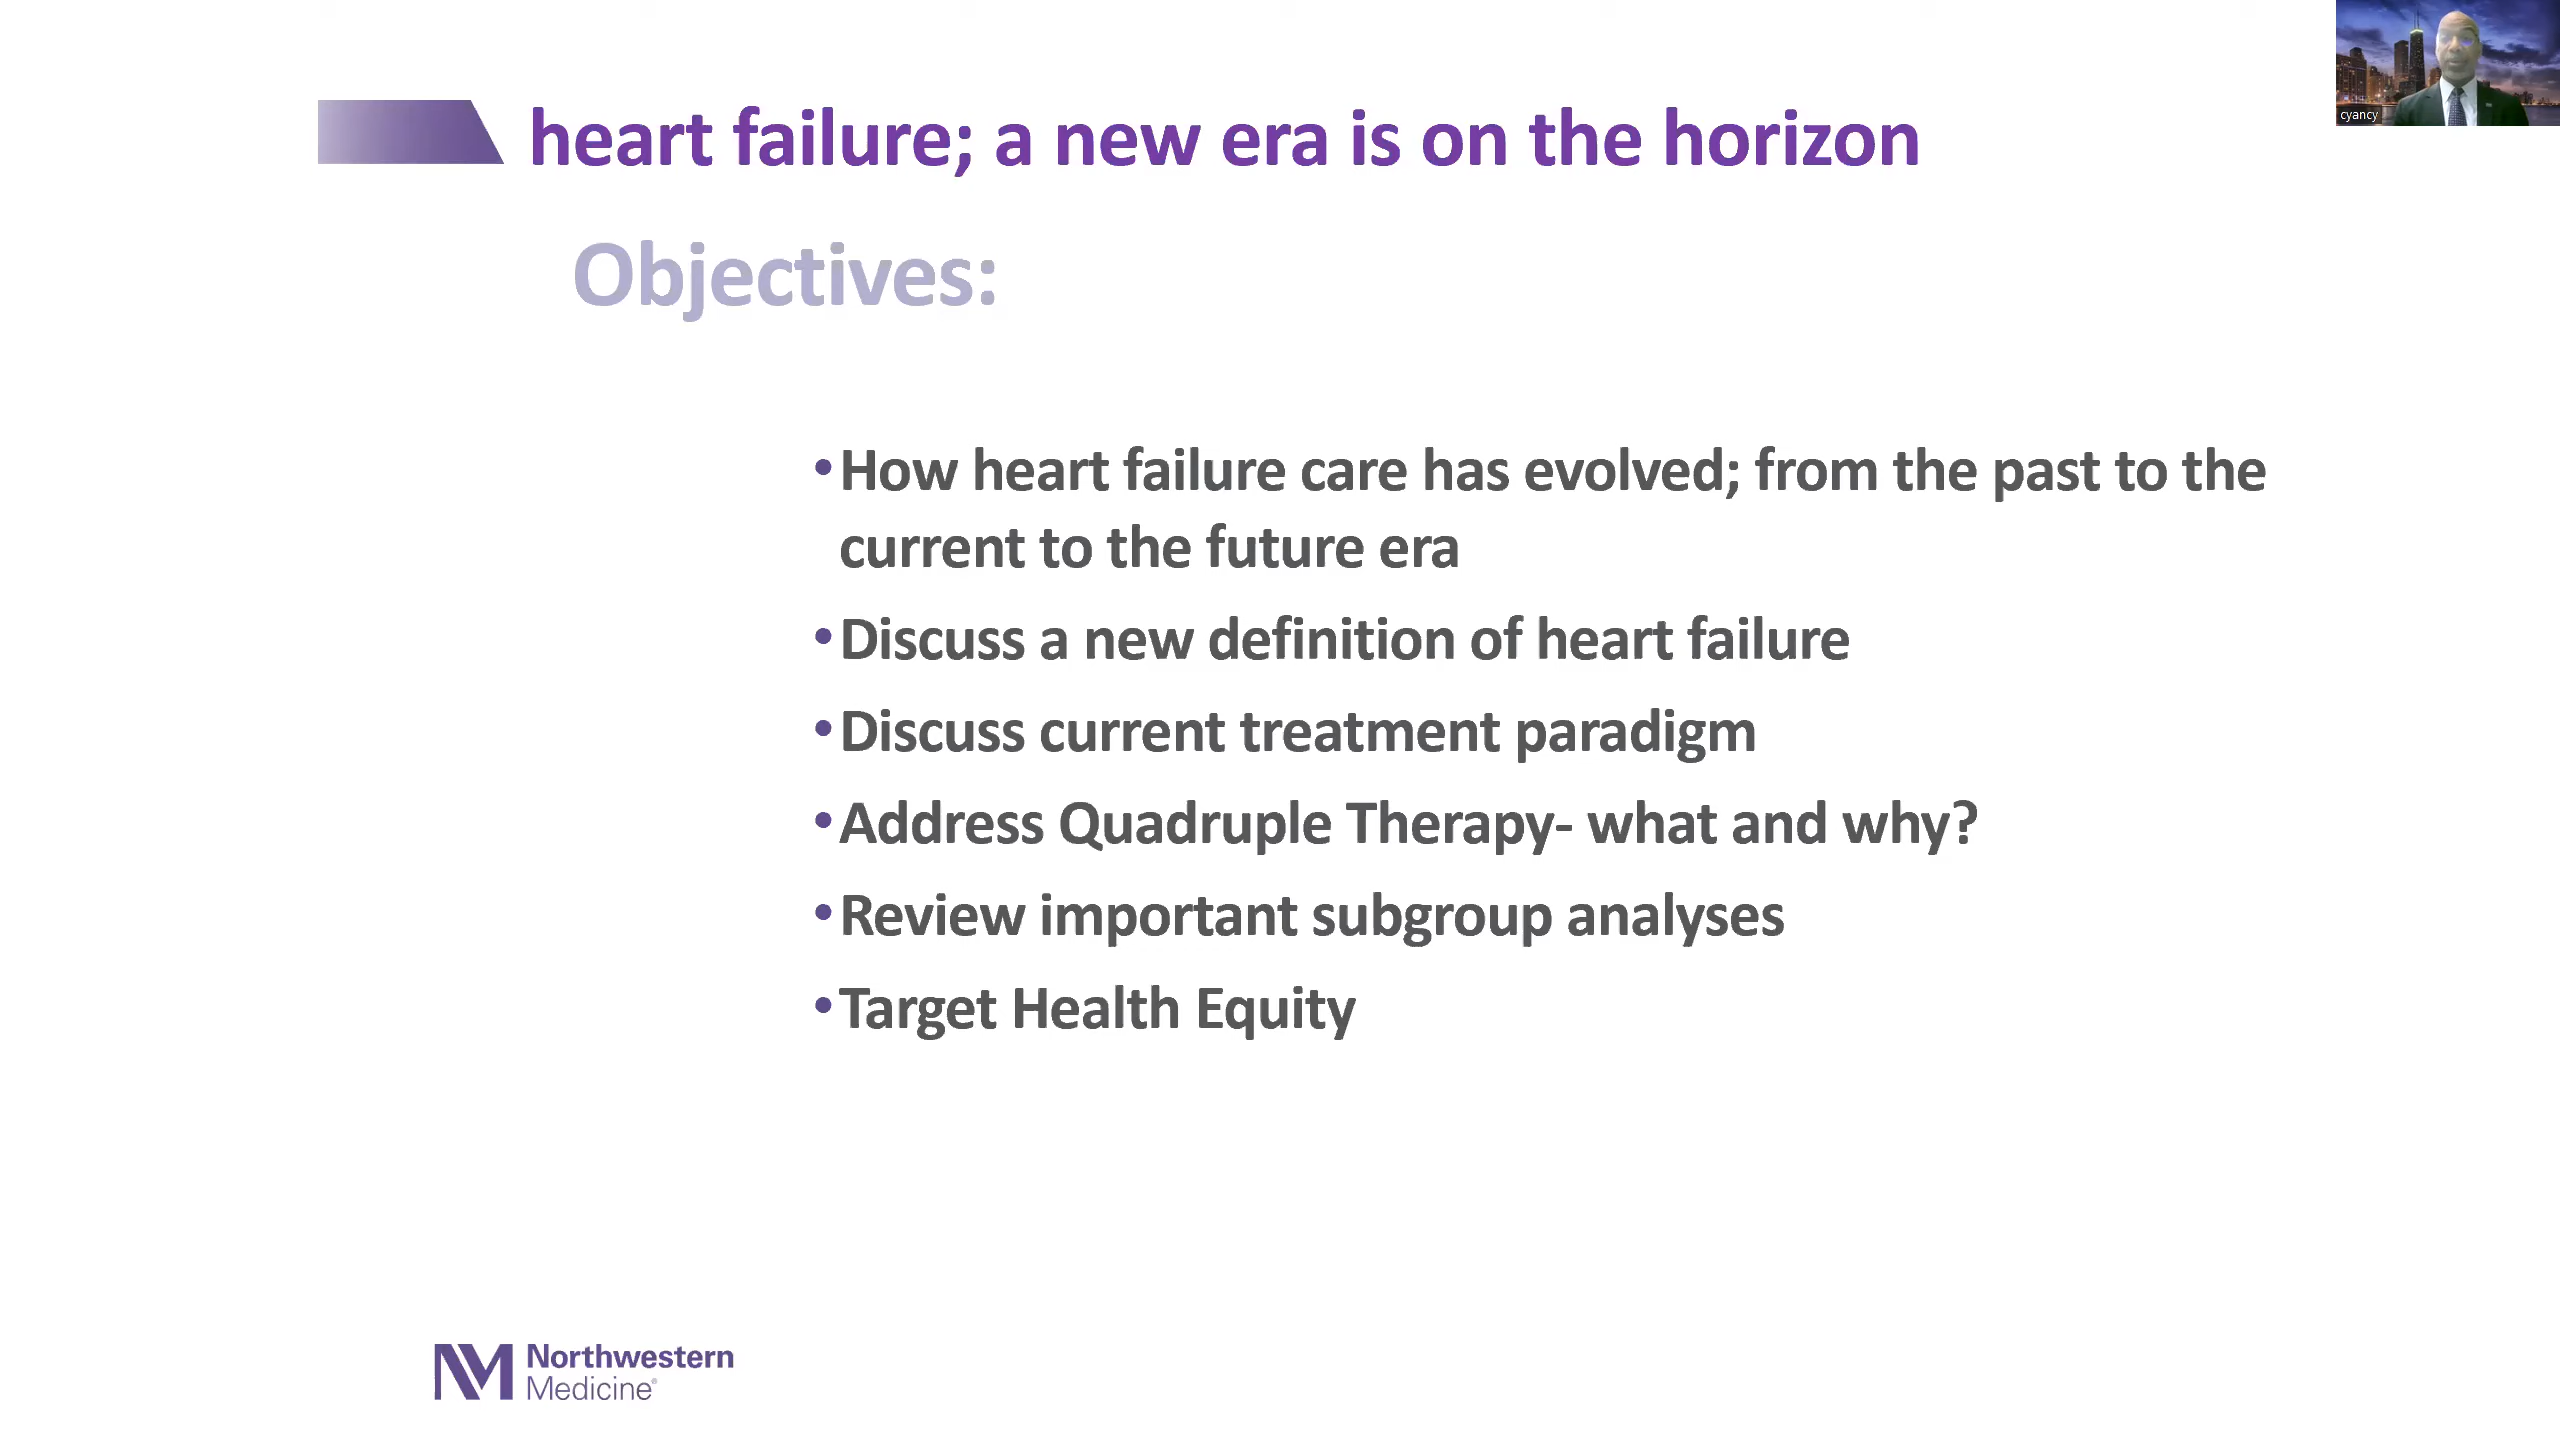 heart failure; a new era is on the horizon
cyancy
Objectives:
•How heart failure care has evolved; from the past to the
current to the future era
•Discuss a new definition of heart failure
•Discuss current treatment paradigm
•Address Quadruple Therapy- what and why?
•Review important subgroup analyses
•Target Health Equity
NM Northwestern
Medicine®